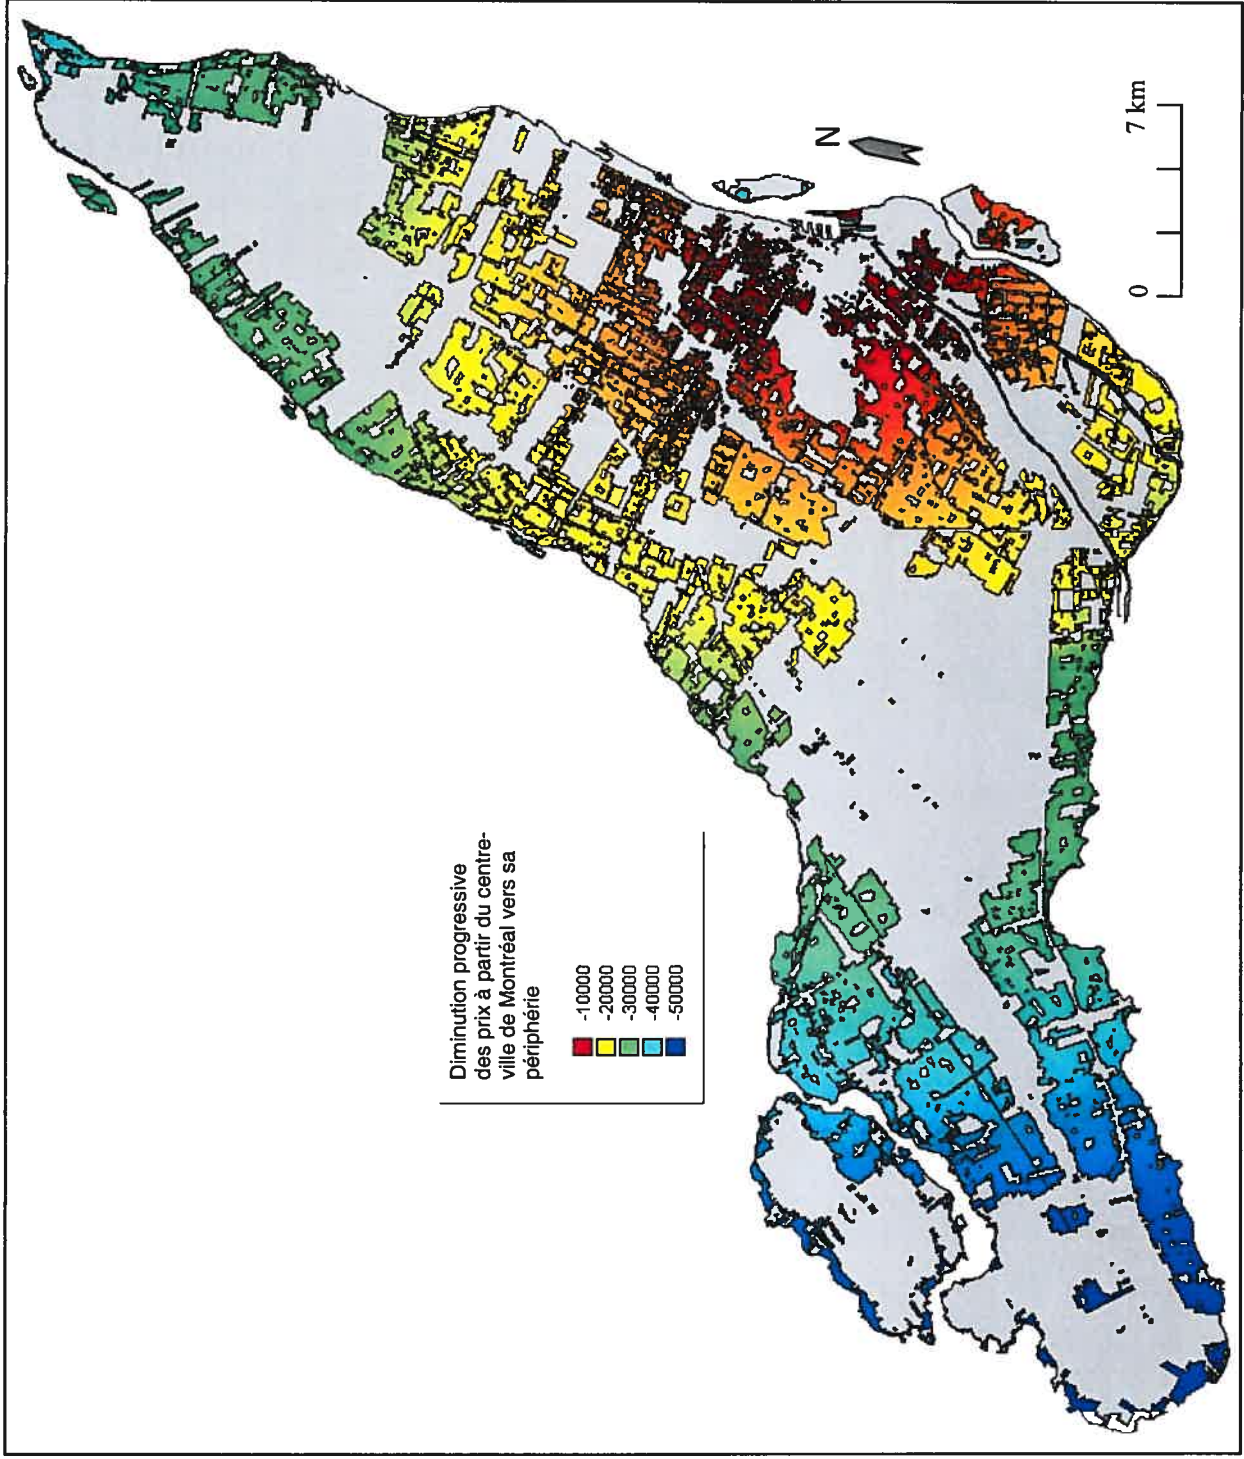 Diminution progressive
des prix à partir du centre-
ville de Montréal vers sa
périphérie
-10000
-20000
-30000
-40000
-50000
N
0
7 km